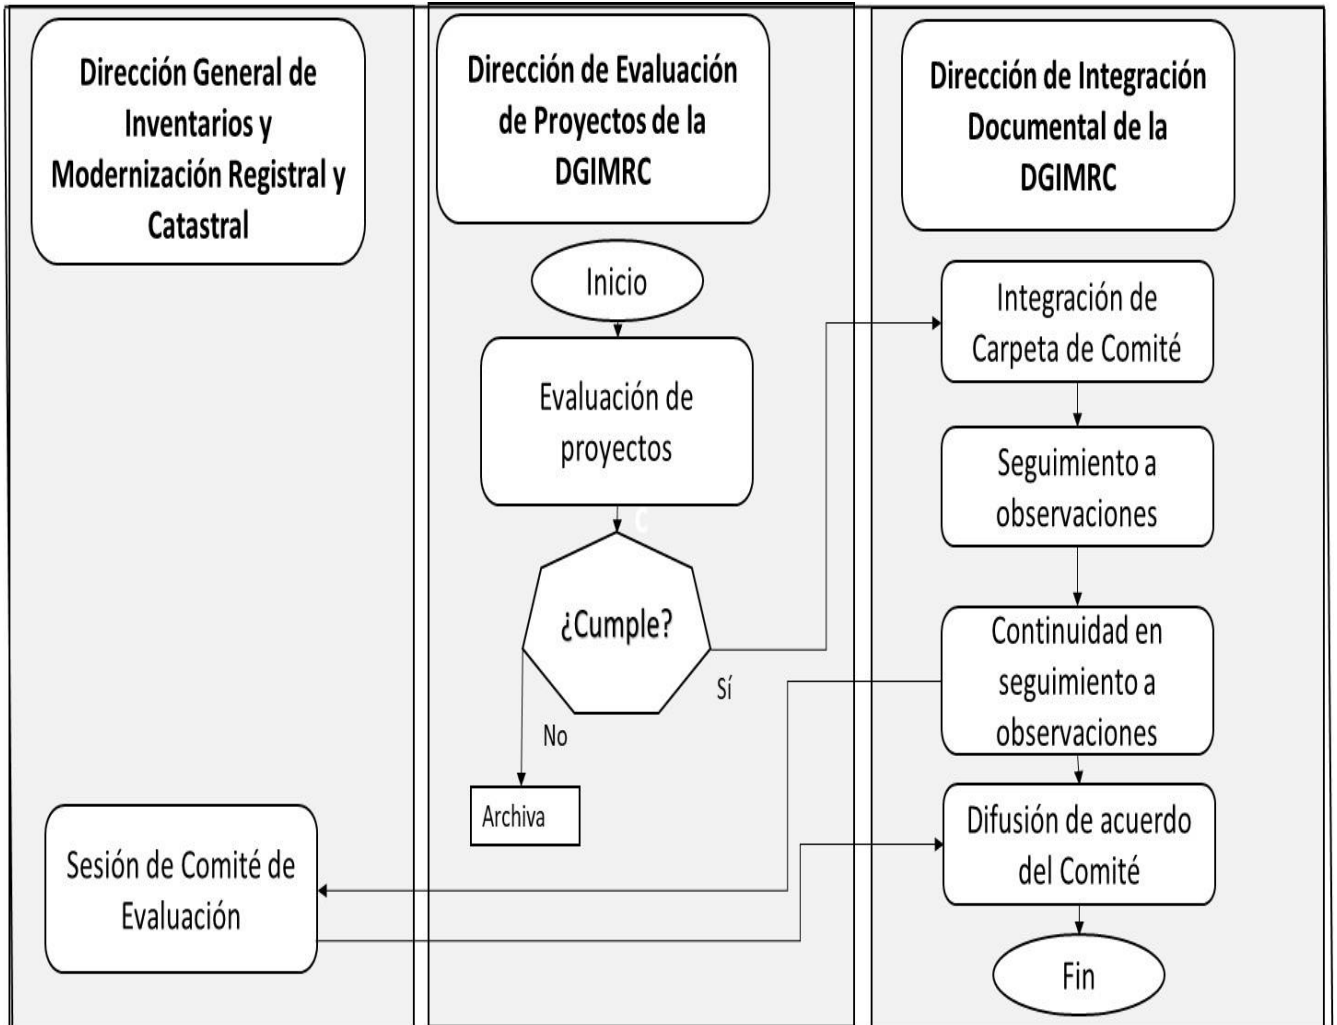 Dirección General de
Inventarios y
Modernización Registral y
Catastral
Dirección de Evaluación
de Proyectos de la
DGIMRC
Dirección de Integración
Documental de la
DGIMRC
Inicio
Evaluación de
proyectos
C
¿Cumple?
Sí
No
Archiva
Integración de
Carpeta de Comité
Seguimiento a
observaciones
Continuidad en
seguimiento a
observaciones
Sesión de Comité de
Evaluación
Difusión de acuerdo
del Comité
Fin